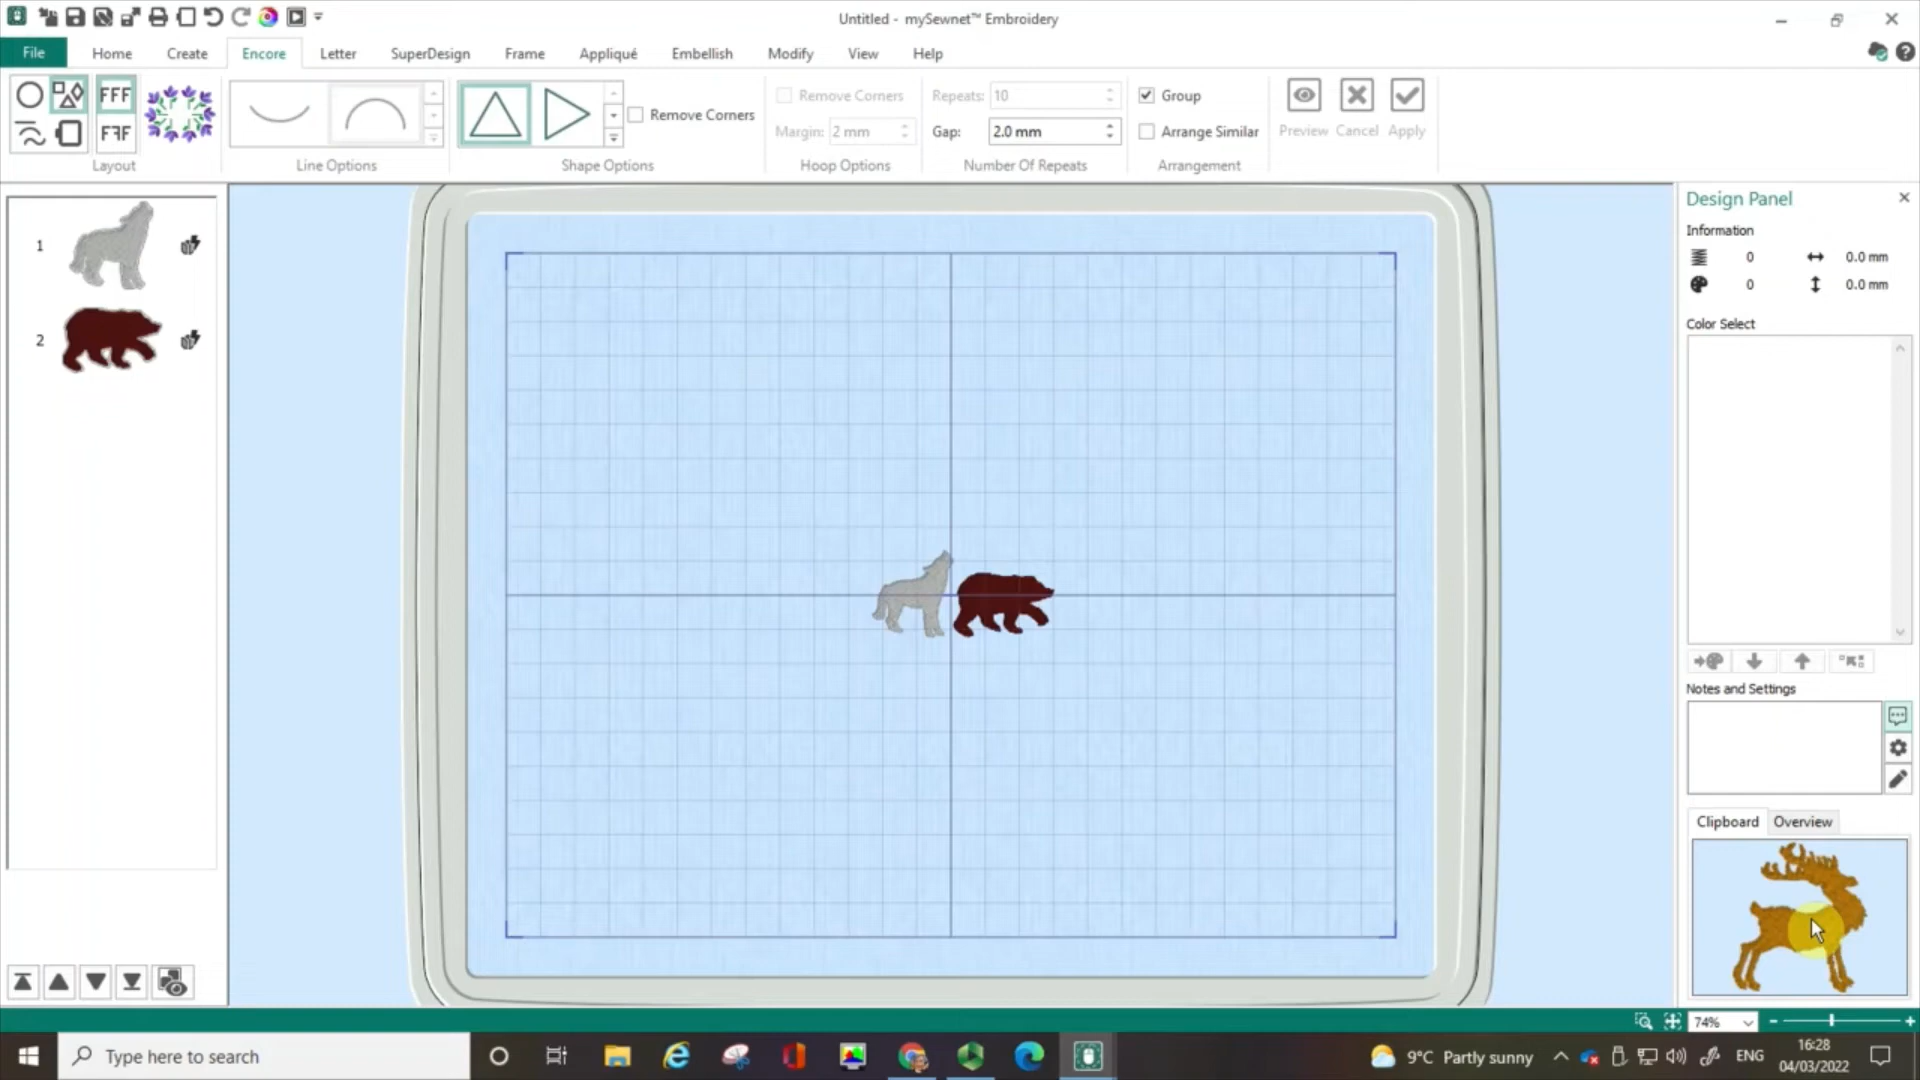 Untitled - mySewnet™ Embroidery
File Home Create Encore Letter SuperDesign Frame Appliqué Embellish Modify View Help
FFF
Remove Corners Repeats: 10 Group
Remove Corners
Margin: 2 mm Gap: 2.0 mm Arrange Similar Preview Cancel Apply
Layout Line Options Shape Options Hoop Options Number Of Repeats Arrangement
Design Panel
Information
0 0.0 mm
0 0.0 mm
Color Select
1
2
Notes and Settings
Clipboard Overview
74%
Type here to search
9°C Partly sunny ENG
16:28
04/03/2022